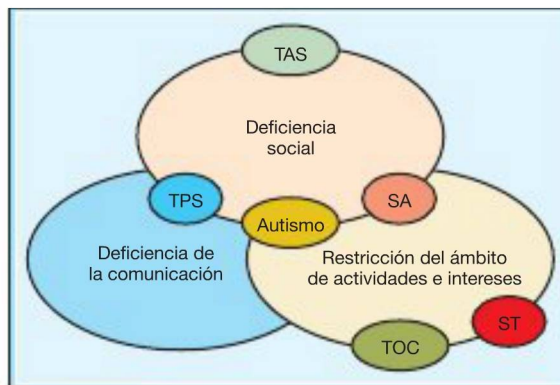 TAS
Deficiencia
social
TPS
SA
Autismo
Deficiencia de
la comunicación
Restricción del ámbito
de actividades e intereses
ST
TOC